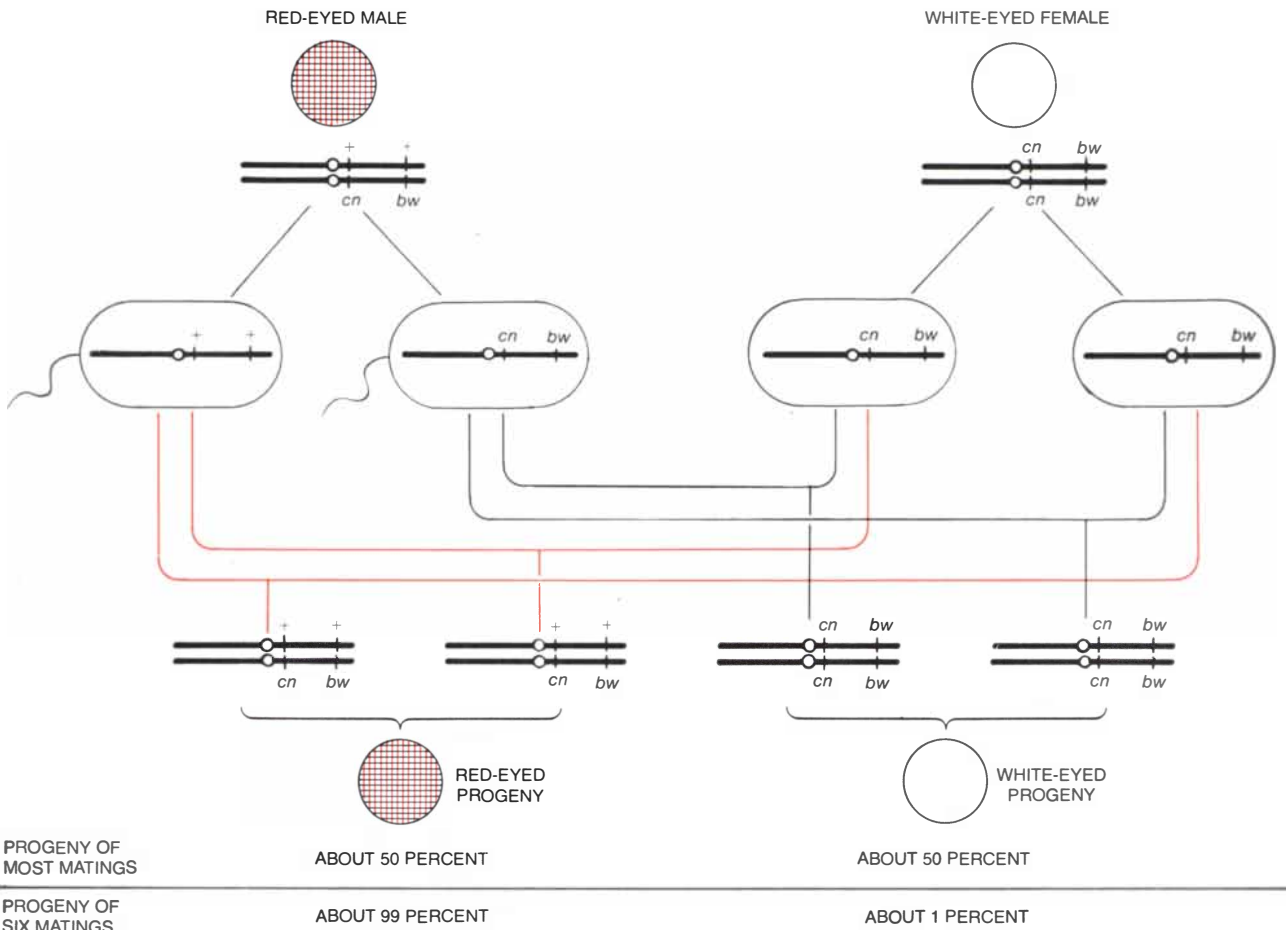 RED-EYED MALE
WHITE-EYED FEMALE
+ +
cn bw
cn bw
cn bw
+ +
cn bw
cn bw
cn bw
+ +
cn bw
+ +
cn bw
cn bw
cn bw
cn bw
cn bw
RED-EYED
PROGENY
WHITE-EYED
PROGENY
PROGENY OF
MOST MATINGS
ABOUT 50 PERCENT
ABOUT 50 PERCENT
PROGENY OF
SIX MATINGS
ABOUT 99 PERCENT
ABOUT 1 PERCENT